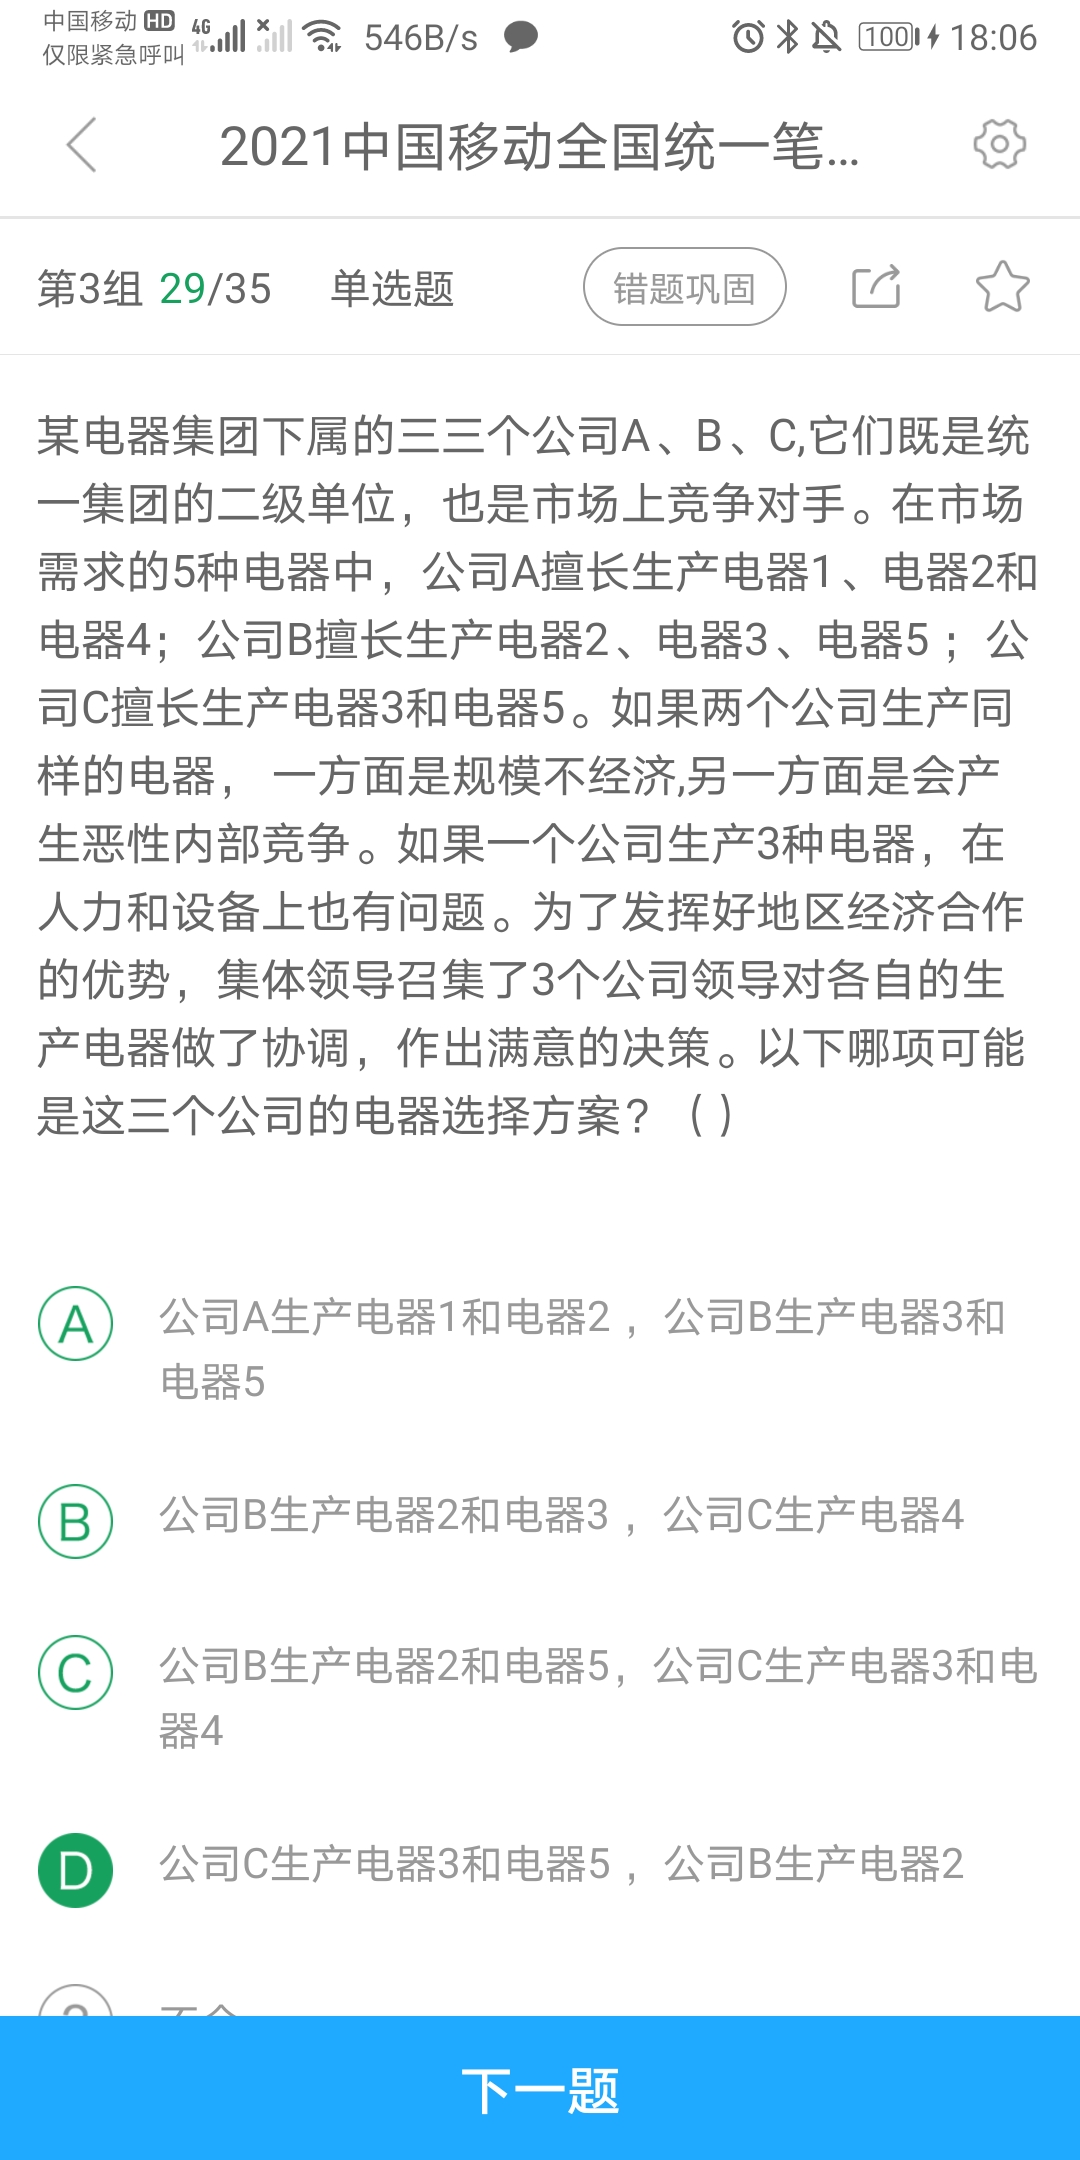 中国移动 HD 4G 546B/s 100 18:06
仅限紧急呼叫
2021中国移动全国统一笔...
第3组 29/35 单选题 错题巩固
某电器集团下属的三三个公司A、B、C,它们既是统
一集团的二级单位，也是市场上竞争对手。在市场
需求的5种电器中，公司A擅长生产电器1、电器2和
电器4；公司B擅长生产电器2、电器3、电器5；公
司C擅长生产电器3和电器5。如果两个公司生产同
样的电器， 一方面是规模不经济,另一方面是会产
生恶性内部竞争。如果一个公司生产3种电器，在
人力和设备上也有问题。为了发挥好地区经济合作
的优势，集体领导召集了3个公司领导对各自的生
产电器做了协调，作出满意的决策。以下哪项可能
是这三个公司的电器选择方案？ ( )
A 公司A生产电器1和电器2 ，公司B生产电器3和
电器5
B 公司B生产电器2和电器3 ，公司C生产电器4
C 公司B生产电器2和电器5，公司C生产电器3和电
器4
D 公司C生产电器3和电器5 ，公司B生产电器2
下一题